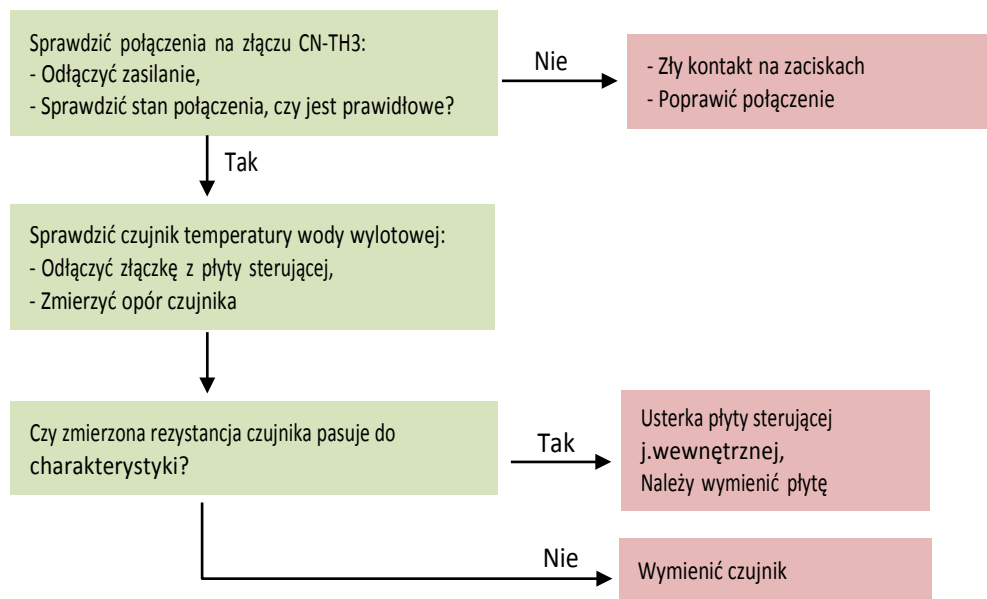 Sprawdzić połączenia na złączu CN-TH3:
- Odłączyć zasilanie,
- Sprawdzić stan połączenia, czy jest prawidłowe?
Nie
- Zły kontakt na zaciskach
- Poprawić połączenie
Tak
Sprawdzić czujnik temperatury wody wylotowej:
- Odłączyć złączkę z płyty sterującej,
- Zmierzyć opór czujnika
Czy zmierzona rezystancja czujnika pasuje do
charakterystyki?
Tak
Usterka płyty sterującej
j.wewnętrznej,
Należy wymienić płytę
Nie
Wymienić czujnik